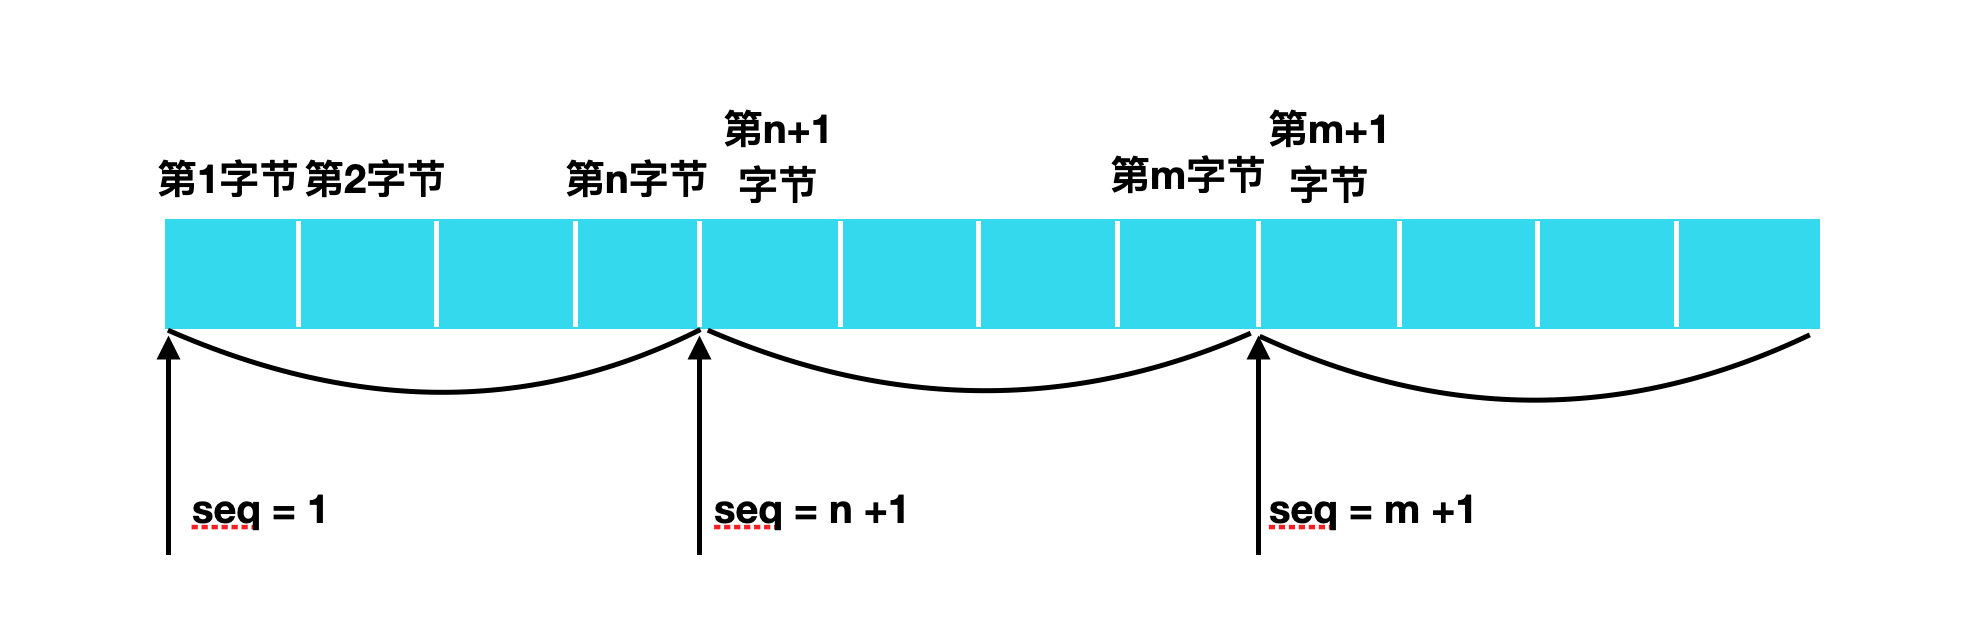 第1字节
第2字节
第n字节
第n+1
字节
第m字节
第m+1
字节
seq = 1
seq = n +1
seq = m +1